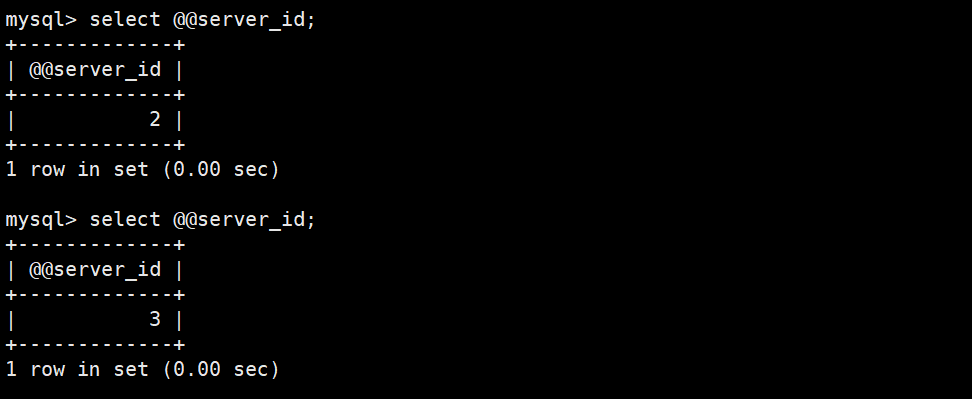 mysql> select @@server_id;
+-------------+
| @@server_id |
+-------------+
|           2 |
+-------------+
1 row in set (0.00 sec)

mysql> select @@server_id;
+-------------+
| @@server_id |
+-------------+
|           3 |
+-------------+
1 row in set (0.00 sec)